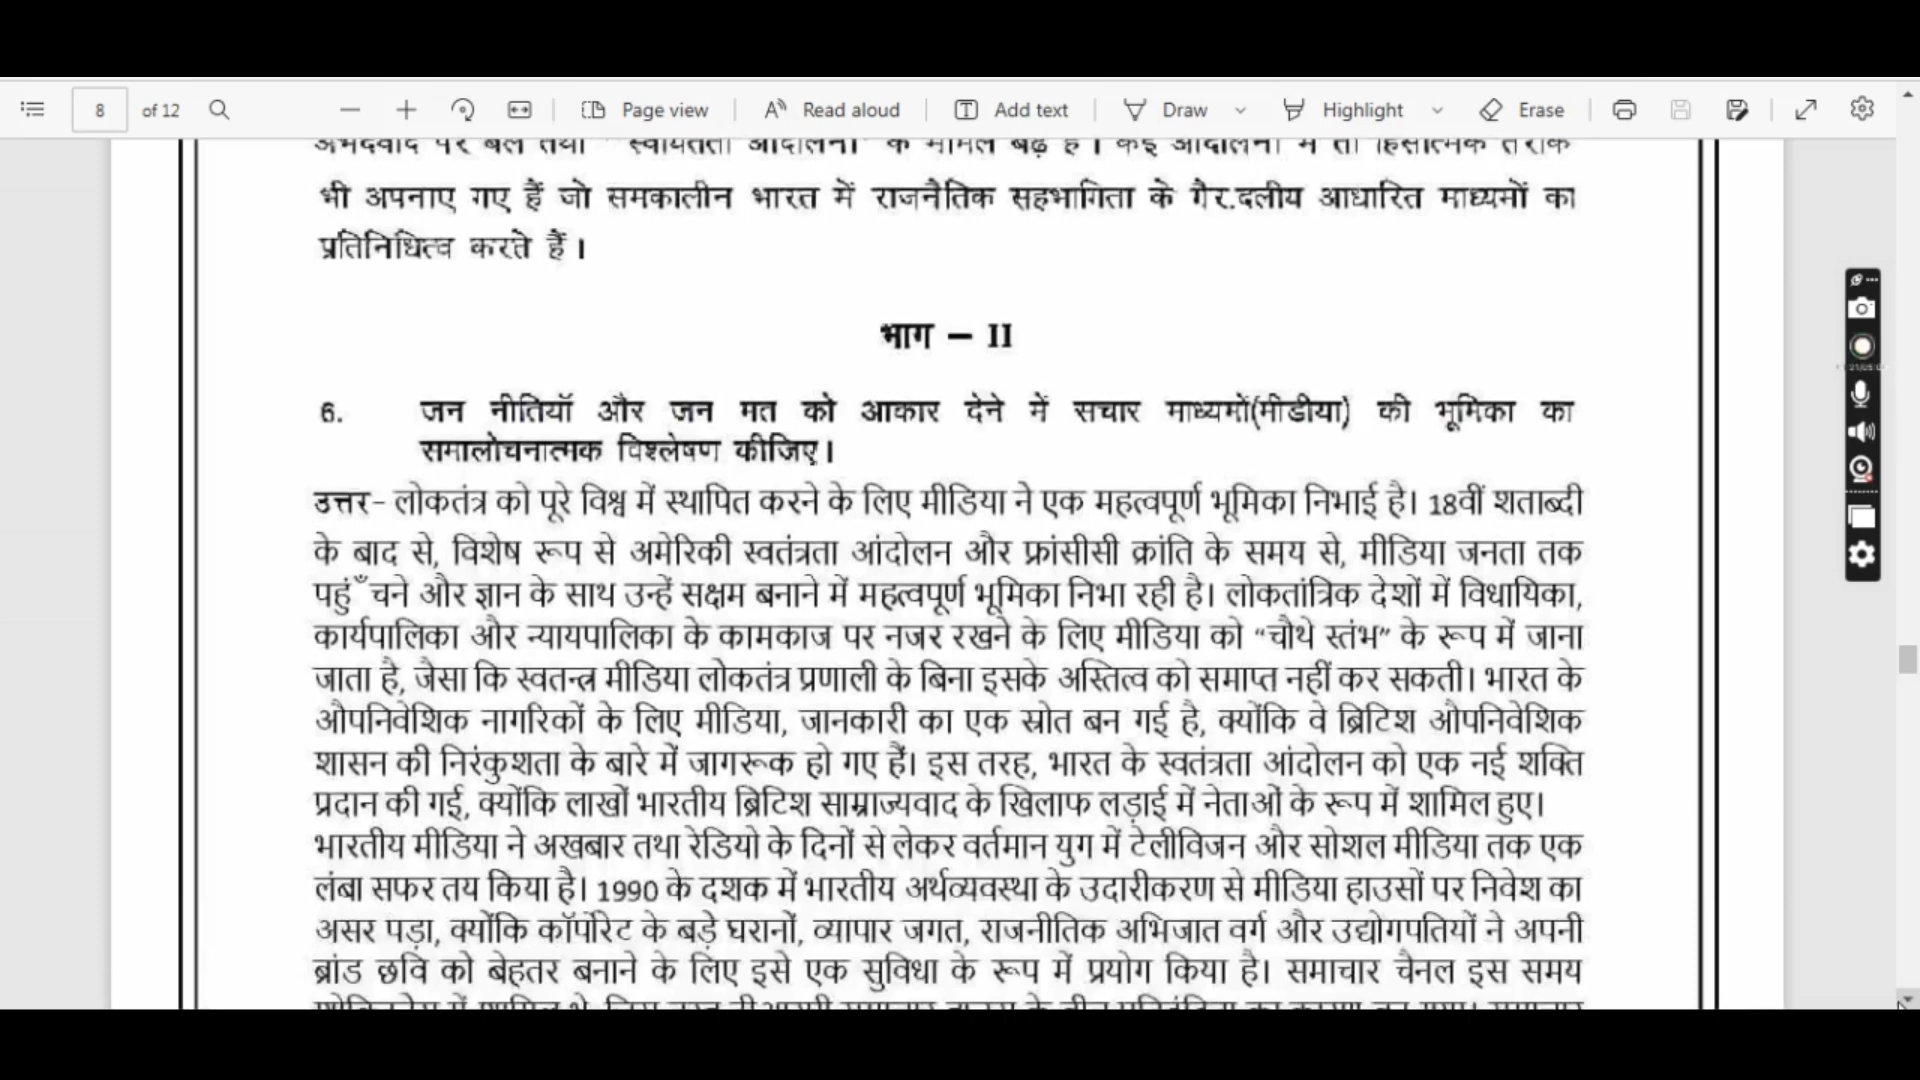 8 of 12 Page view Read aloud Add text Draw Highlight Erase
भी अपनाए गए हैं जो समकालीन भारत में राजनैतिक सहभागिता के गैर.दलीय आधारित माध्यमों का
प्रतिनिधित्व करते हैं।
भाग – II
6. जन नीतियॉ और जन मत को आकार देने में सचार माध्यमों(मीडीया) की भूमिका का
समालोचनात्मक विश्लेषण कीजिए।
उत्तर- लोकतंत्र को पूरे विश्व में स्थापित करने के लिए मीडिया ने एक महत्वपूर्ण भूमिका निभाई है। 18वीं शताब्दी
के बाद से, विशेष रूप से अमेरिकी स्वतंत्रता आंदोलन और फ्रांसीसी क्रांति के समय से, मीडिया जनता तक
पहुंँचने और ज्ञान के साथ उन्हें सक्षम बनाने में महत्वपूर्ण भूमिका निभा रही है। लोकतांत्रिक देशों में विधायिका,
कार्यपालिका और न्यायपालिका के कामकाज पर नजर रखने के लिए मीडिया को “चौथे स्तंभ” के रूप में जाना
जाता है, जैसा कि स्वतन्त्र मीडिया लोकतंत्र प्रणाली के बिना इसके अस्तित्व को समाप्त नहीं कर सकती। भारत के
औपनिवेशिक नागरिकों के लिए मीडिया, जानकारी का एक स्रोत बन गई है, क्योंकि वे ब्रिटिश औपनिवेशिक
शासन की निरंकुशता के बारे में जागरूक हो गए हैं। इस तरह, भारत के स्वतंत्रता आंदोलन को एक नई शक्ति
प्रदान की गई, क्योंकि लाखों भारतीय ब्रिटिश साम्राज्यवाद के खिलाफ लड़ाई में नेताओं के रूप में शामिल हुए।
भारतीय मीडिया ने अखबार तथा रेडियो के दिनों से लेकर वर्तमान युग में टेलीविजन और सोशल मीडिया तक एक
लंबा सफर तय किया है। 1990 के दशक में भारतीय अर्थव्यवस्था के उदारीकरण से मीडिया हाउसों पर निवेश का
असर पड़ा, क्योंकि कॉर्पोरेट के बड़े घरानों, व्यापार जगत, राजनीतिक अभिजात वर्ग और उद्योगपतियों ने अपनी
ब्रांड छवि को बेहतर बनाने के लिए इसे एक सुविधा के रूप में प्रयोग किया है। समाचार चैनल इस समय